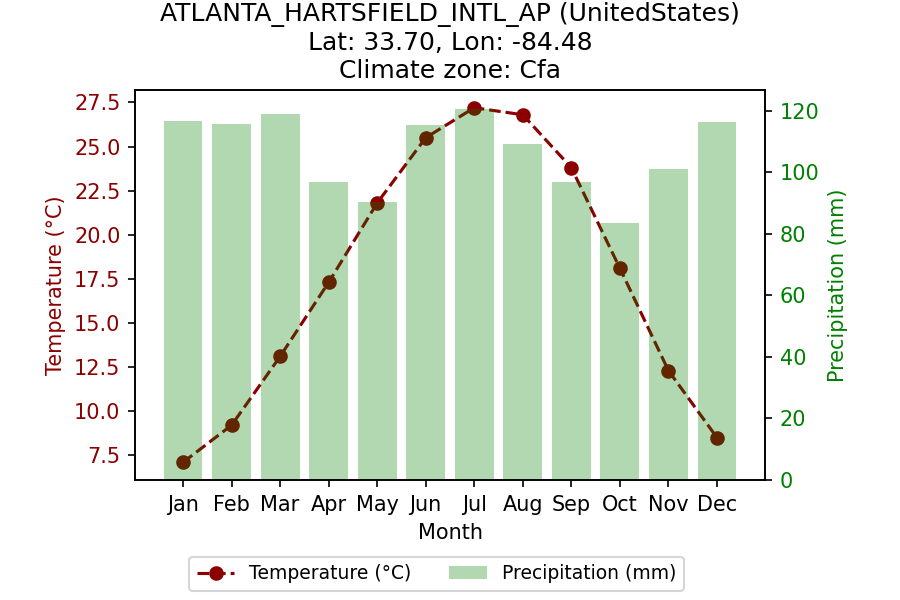 ATLANTA_HARTSFIELD_INTL_AP (UnitedStates)
Lat: 33.70, Lon: -84.48
Climate zone: Cfa
27.5
25.0
22.5
20.0
17.5
15.0
12.5
10.0
7.5
Temperature (°C)
120
100
80
60
40
20
0
Precipitation (mm)
Jan Feb Mar Apr May Jun Jul Aug Sep Oct Nov Dec
Month
Temperature (°C) Precipitation (mm)